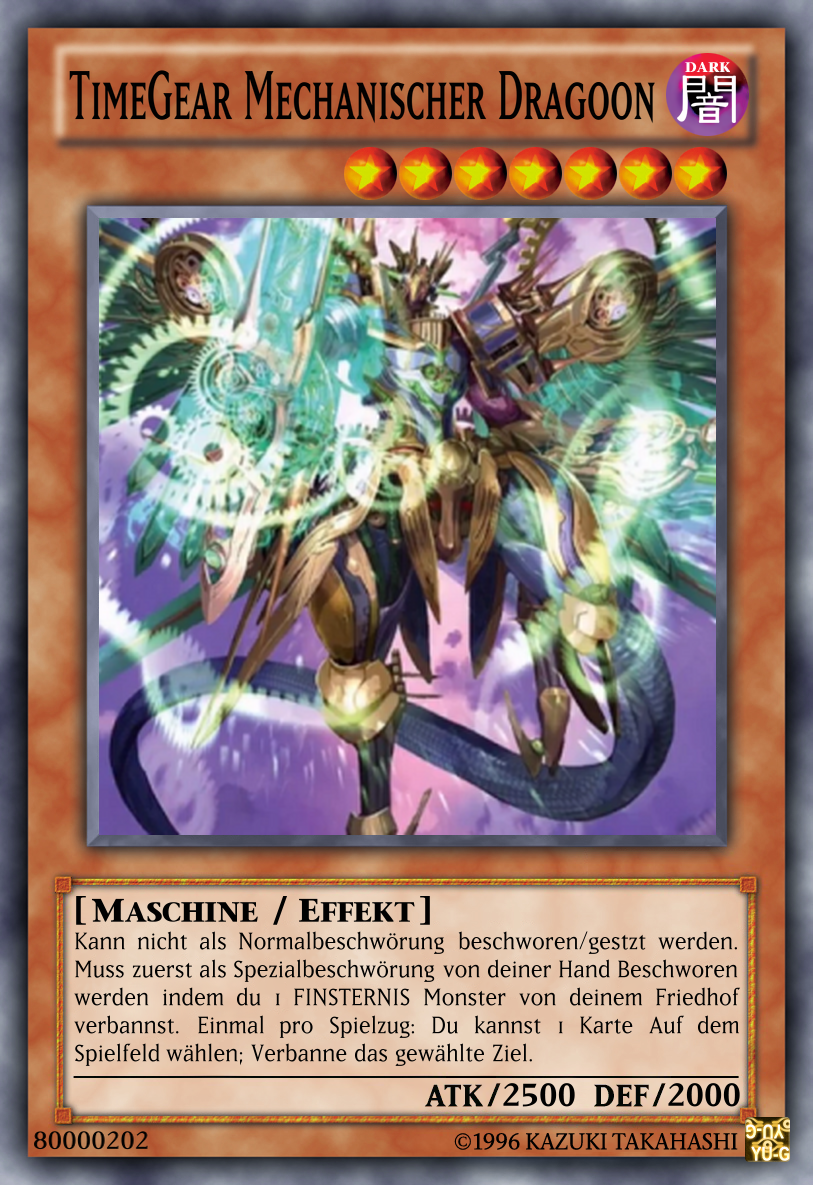 TimeGear Mechanischer Dragoon
DARK
闇
[ Maschine / Effekt ]
Kann nicht als Normalbeschwörung beschworen/gestzt werden.
Muss zuerst als Spezialbeschwörung von deiner Hand Beschworen
werden indem du 1 FINSTERNIS Monster von deinem Friedhof
verbannst. Einmal pro Spielzug: Du kannst 1 Karte Auf dem
Spielfeld wählen; Verbanne das gewählte Ziel.
ATK/2500 DEF/2000
80000202
©1996 KAZUKI TAKAHASHI